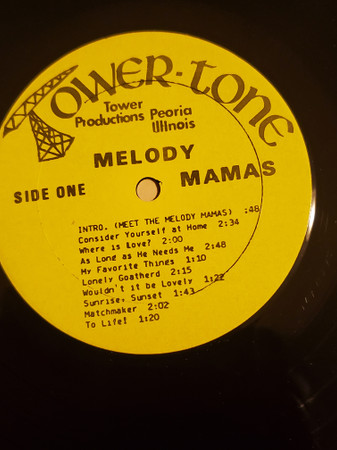 TOWER-TONE
Tower Productions
Peoria Illinois
MELODY
MAMAS
SIDE ONE
INTRO. (MEET THE MELODY MAMAS) :48
Consider Yourself at Home 2:34
Where is Love? 2:00
As Long as He Needs Me 2:48
My Favorite Things 1:10
Lonely Goatherd 2:15
Wouldn't it be Lovely 1:22
Sunrise, Sunset 1:43
Matchmaker 2:02
To Life! 1:20